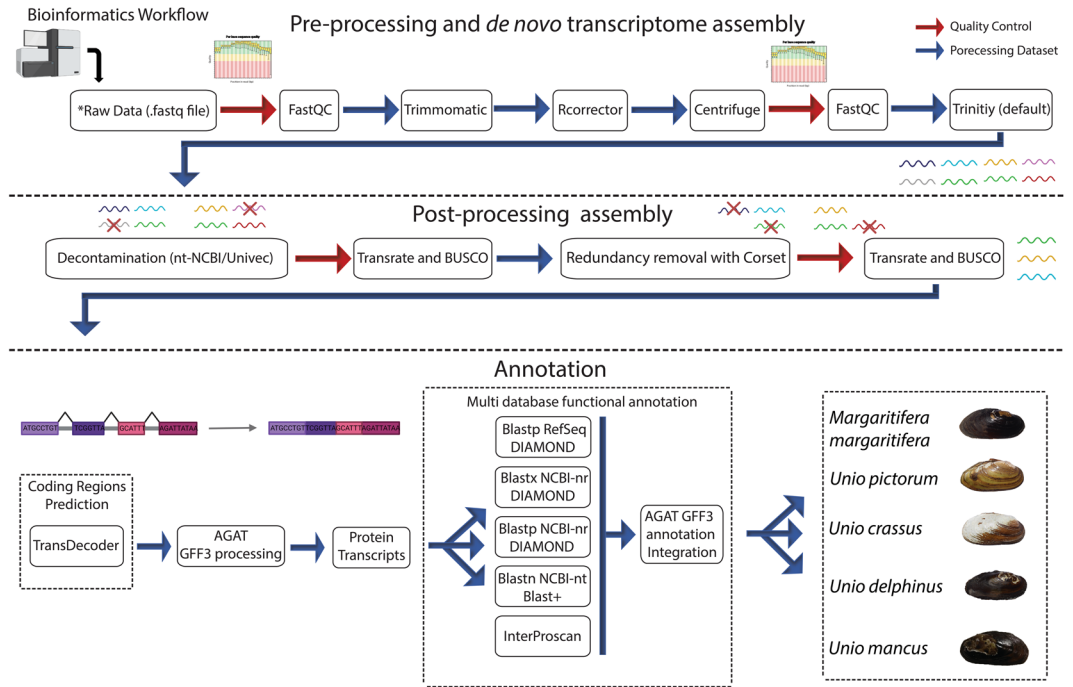 Bioinformatics Workflow
Pre-processing and de novo transcriptome assembly
Quality Control
Porecessing Dataset
*Raw Data (.fastq file)
FastQC
Trimmomatic
Rcorrector
Centrifuge
FastQC
Trinitiy (default)
Post-processing assembly
Decontamination (nt-NCBI/Univec)
Transrate and BUSCO
Redundancy removal with Corset
Transrate and BUSCO
Annotation
ATGCCTGT
TCGGTTA
GCATTT
AGATTATAA
ATGCCTGTTCGGTTAGCATTTAGATTATAA
Coding Regions
Prediction
TransDecoder
AGAT
GFF3 processing
Protein
Transcripts
Multi database functional annotation
Blastp RefSeq
DIAMOND
Blastx NCBI-nr
DIAMOND
Blastp NCBI-nr
DIAMOND
Blastn NCBI-nt
Blast+
InterProscan
AGAT GFF3
annotation
Integration
Margaritifera
margaritifera
Unio pictorum
Unio crassus
Unio delphinus
Unio mancus